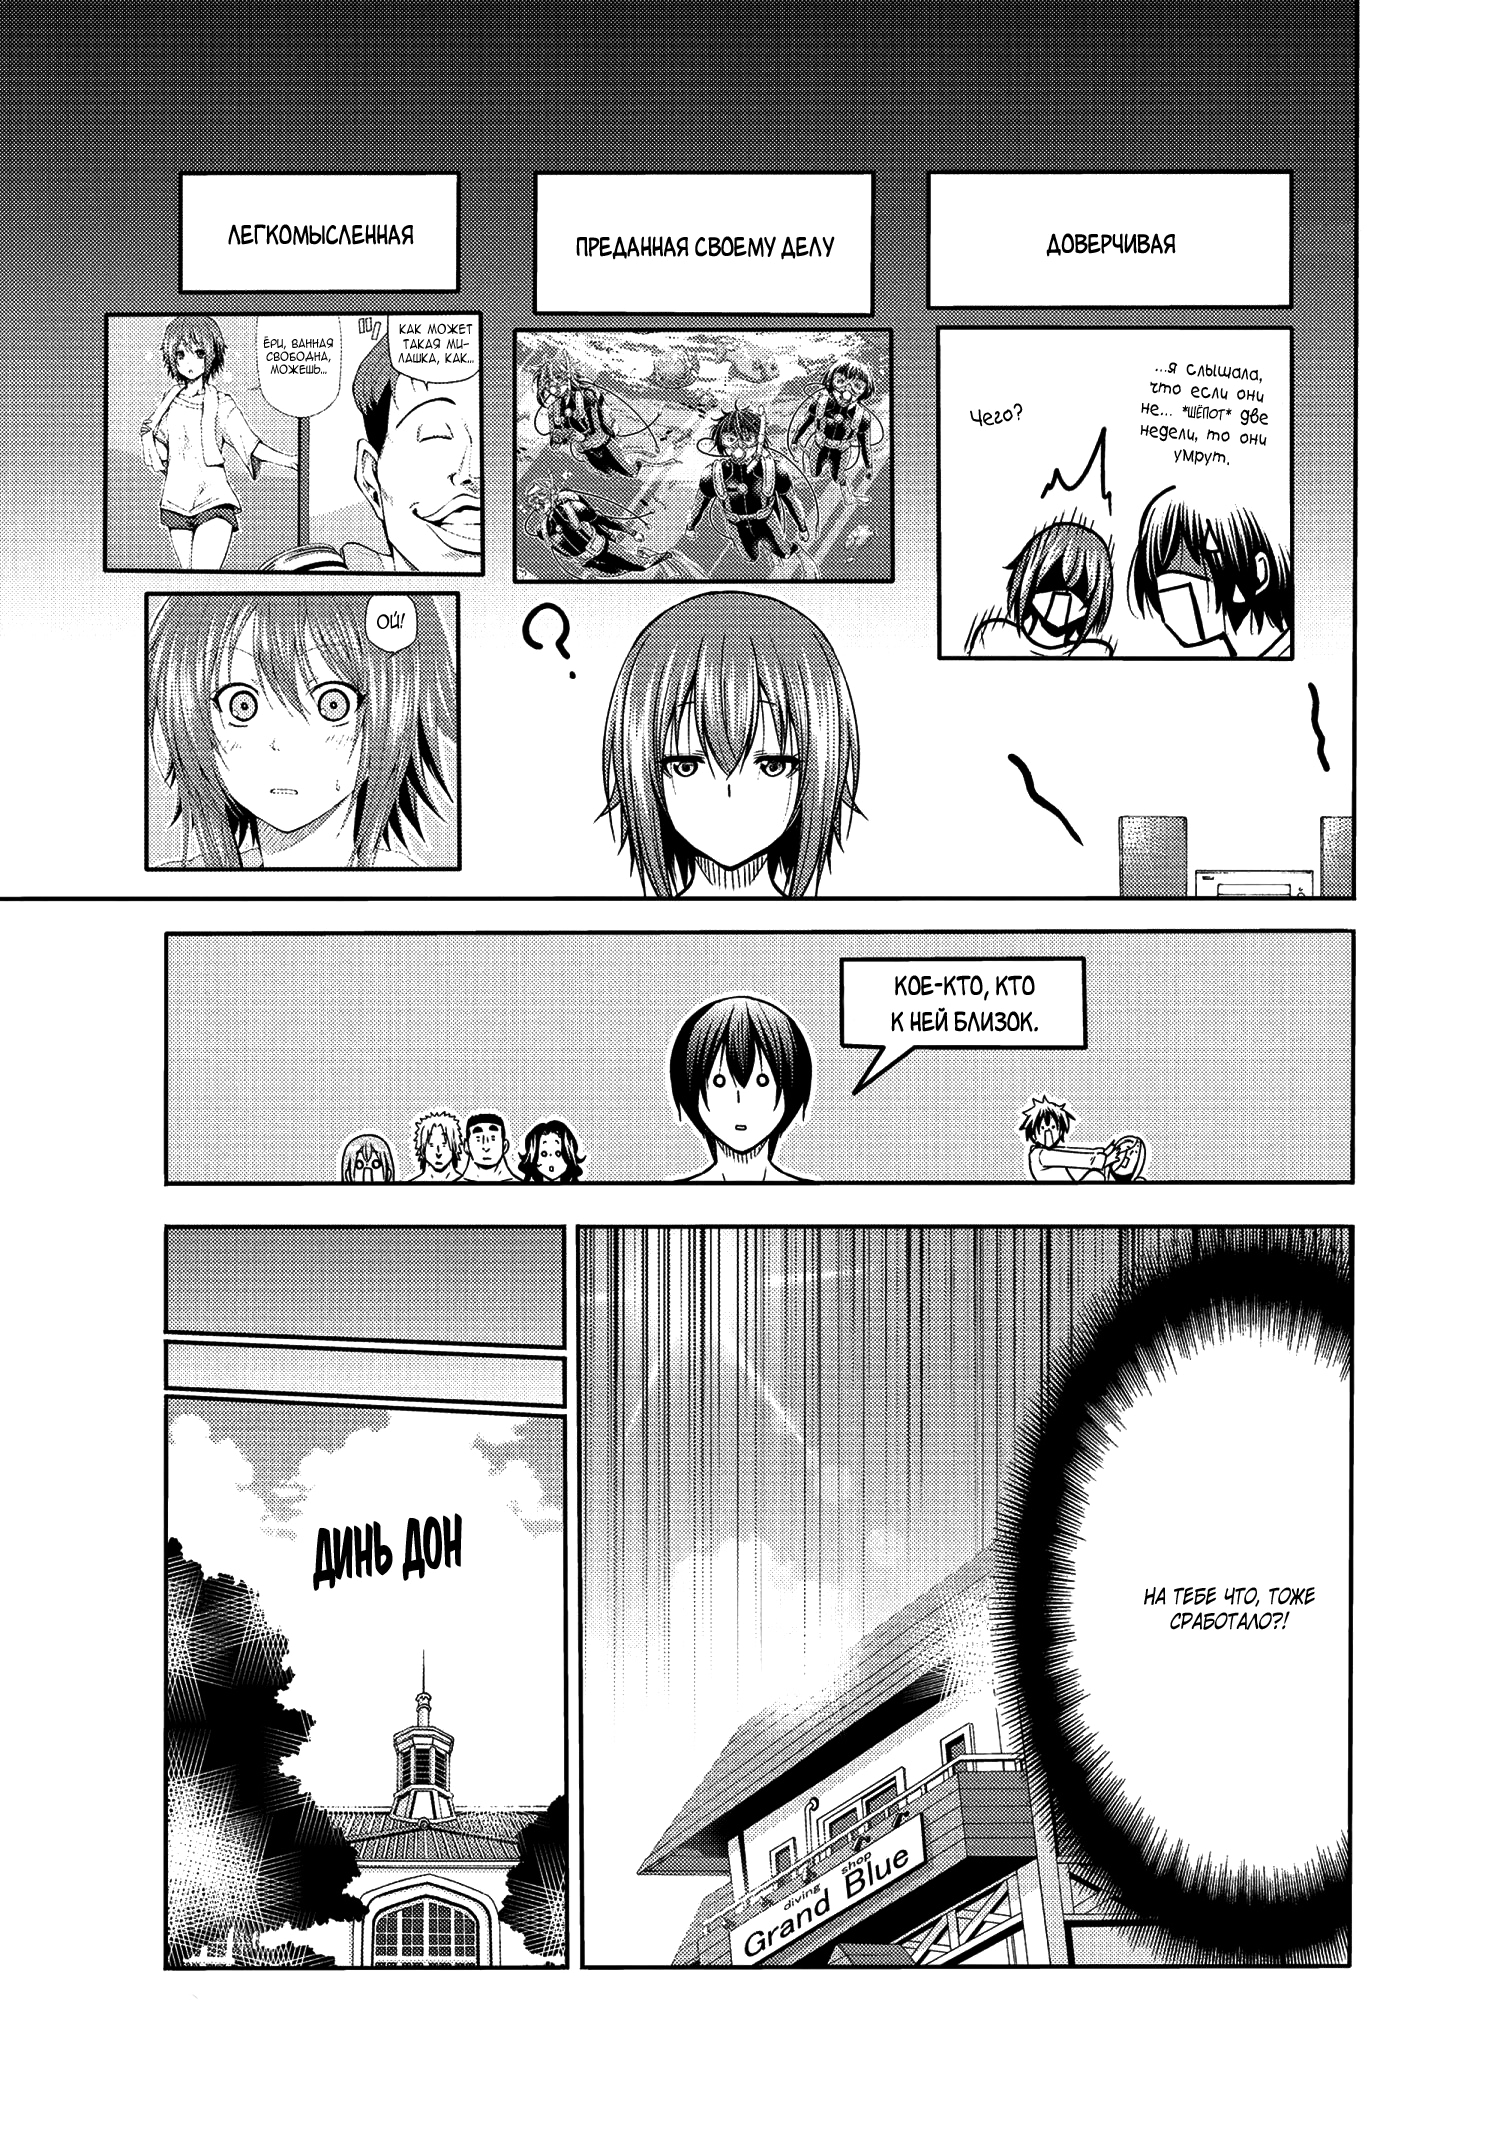 ДОВЕРЧИВАЯ
...я слышала,
что если они
не... *шёпот* две
недели, то они
умрут.
Чего?
ПРЕДАННАЯ СВОЕМУ ДЕЛУ
ЛЕГКОМЫСЛЕННАЯ
КАК МОЖЕТ
ТАКАЯ МИ-
ЛАШКА, КАК...
ЁРИ, ВАННАЯ
СВОБОДНА,
МОЖЕШЬ...
ОЙ!
?
КОЕ-КТО, КТО
К НЕЙ БЛИЗОК.
НА ТЕБЕ ЧТО, ТОЖЕ
СРАБОТАЛО?!
diving shop
Grand Blue
ДИНЬ ДОН